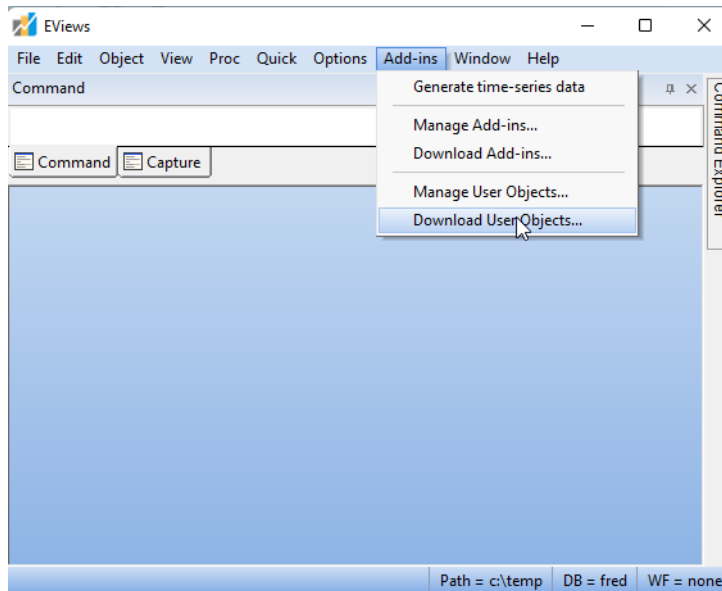 EViews
File Edit Object View Proc Quick Options Add-ins Window Help
Command
Generate time-series data
Manage Add-ins...
Download Add-ins...
Manage User Objects...
Download User Objects...
Command Capture
Command Explorer
Path = c:\temp DB = fred WF = none